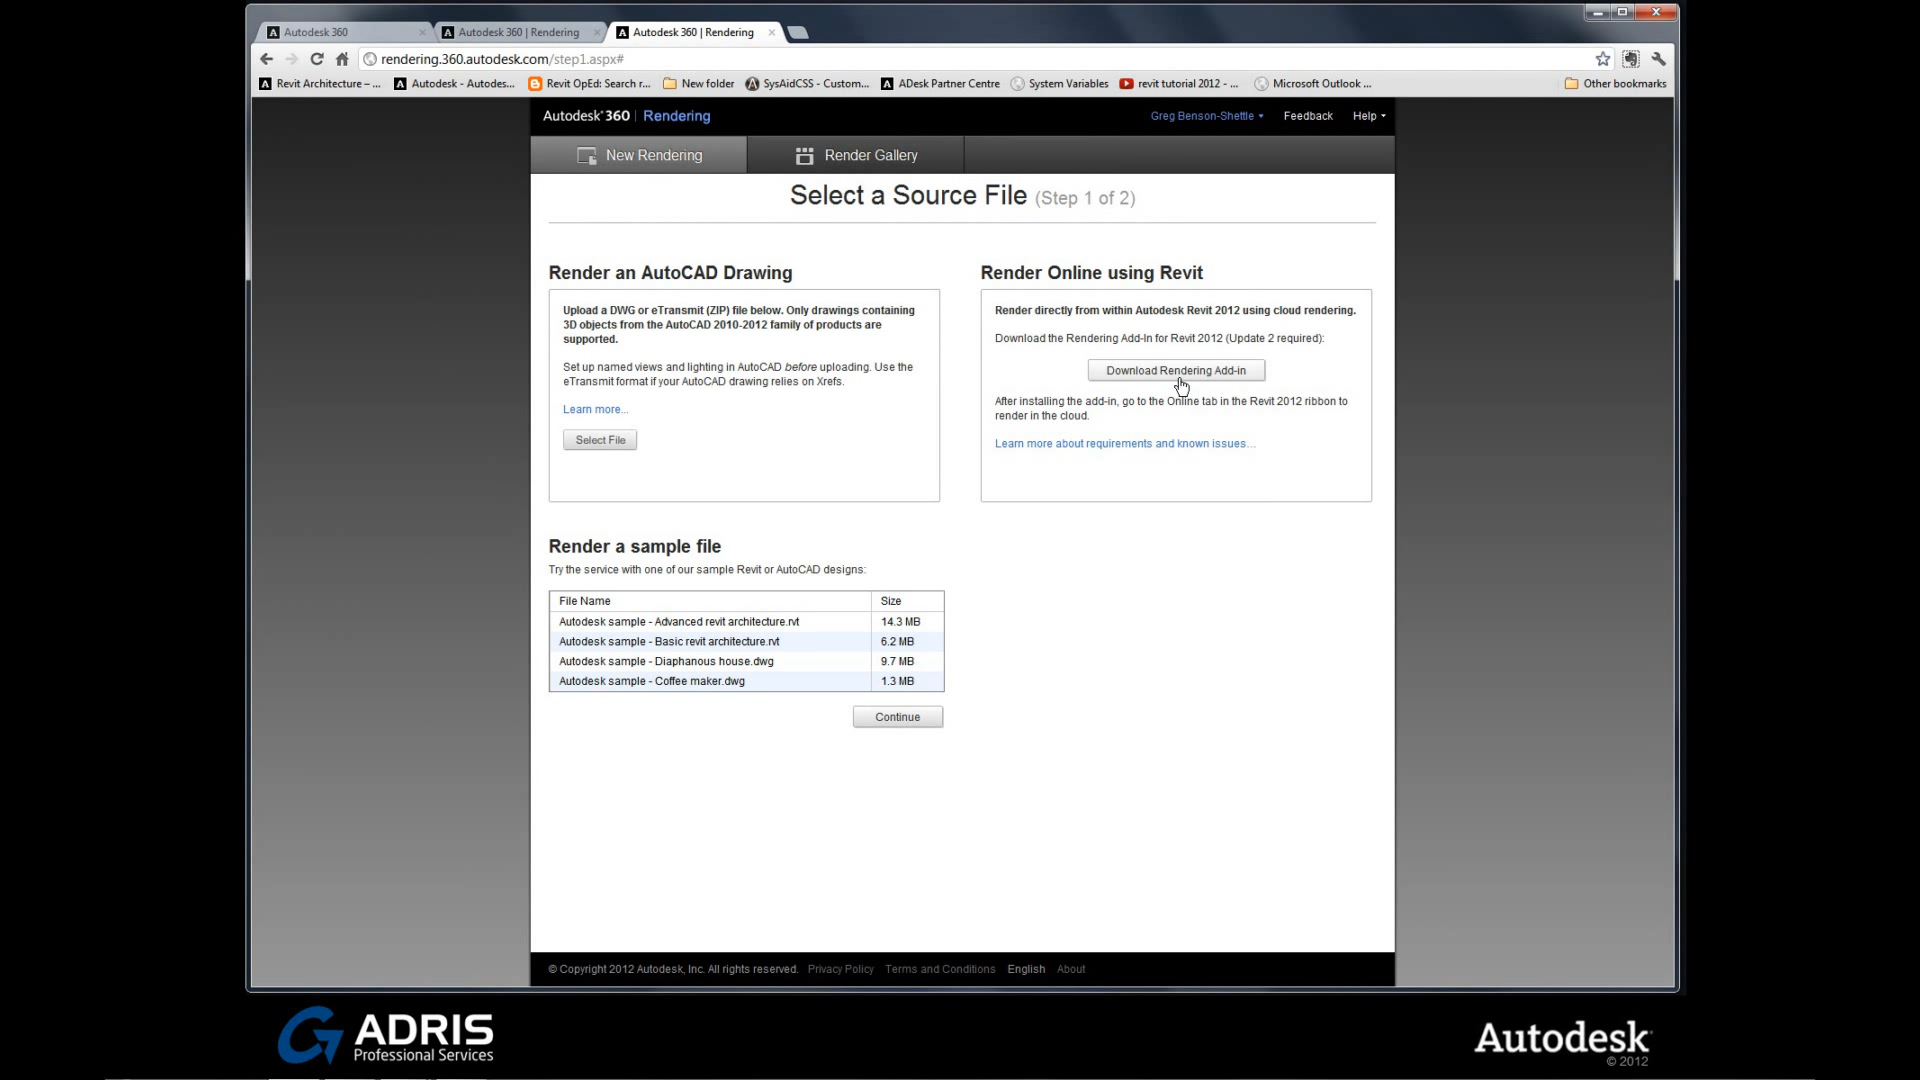 Autodesk 360
Autodesk 360 | Rendering
Autodesk 360 | Rendering
rendering.360.autodesk.com/step1.aspx#
Revit Architecture – ...
Autodesk - Autodes...
Revit OpEd: Search r...
New folder
SysAidCSS - Custom...
ADesk Partner Centre
System Variables
revit tutorial 2012 - ...
Microsoft Outlook ...
Other bookmarks
Autodesk® 360 | Rendering
Greg Benson-Shettle
Feedback
Help
New Rendering
Render Gallery
Select a Source File (Step 1 of 2)
Render an AutoCAD Drawing
Upload a DWG or eTransmit (ZIP) file below. Only drawings containing
3D objects from the AutoCAD 2010-2012 family of products are
supported.
Set up named views and lighting in AutoCAD before uploading. Use the
eTransmit format if your AutoCAD drawing relies on Xrefs.
Learn more...
Select File
Render Online using Revit
Render directly from within Autodesk Revit 2012 using cloud rendering.
Download the Rendering Add-In for Revit 2012 (Update 2 required):
Download Rendering Add-in
After installing the add-in, go to the Online tab in the Revit 2012 ribbon to
render in the cloud.
Learn more about requirements and known issues...
Render a sample file
Try the service with one of our sample Revit or AutoCAD designs:
File Name Size
Autodesk sample - Advanced revit architecture.rvt 14.3 MB
Autodesk sample - Basic revit architecture.rvt 6.2 MB
Autodesk sample - Diaphanous house.dwg 9.7 MB
Autodesk sample - Coffee maker.dwg 1.3 MB
Continue
© Copyright 2012 Autodesk, Inc. All rights reserved. Privacy Policy Terms and Conditions English About
ADRIS
Professional Services
Autodesk
© 2012